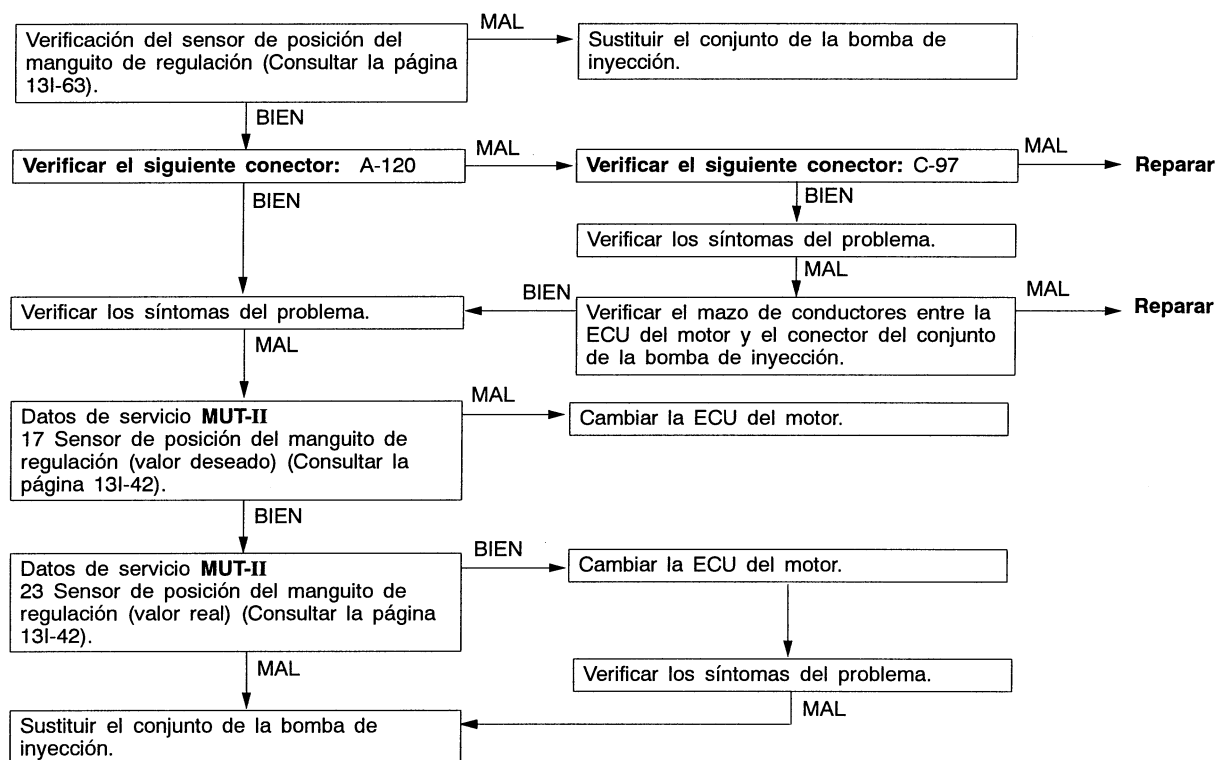 Verificación del sensor de posición del
manguito de regulación (Consultar la página
13I-63).
MAL
Sustituir el conjunto de la bomba de
inyección.
BIEN
Verificar el siguiente conector: A-120
MAL
Verificar el siguiente conector: C-97
MAL
Reparar
BIEN
BIEN
Verificar los síntomas del problema.
MAL
Verificar los síntomas del problema.
BIEN
Verificar el mazo de conductores entre la
ECU del motor y el conector del conjunto
de la bomba de inyección.
MAL
Reparar
MAL
Datos de servicio MUT-II
17 Sensor de posición del manguito de
regulación (valor deseado) (Consultar la
página 13I-42).
MAL
Cambiar la ECU del motor.
BIEN
Datos de servicio MUT-II
23 Sensor de posición del manguito de
regulación (valor real) (Consultar la página
13I-42).
BIEN
Cambiar la ECU del motor.
MAL
Verificar los síntomas del problema.
MAL
Sustituir el conjunto de la bomba de
inyección.